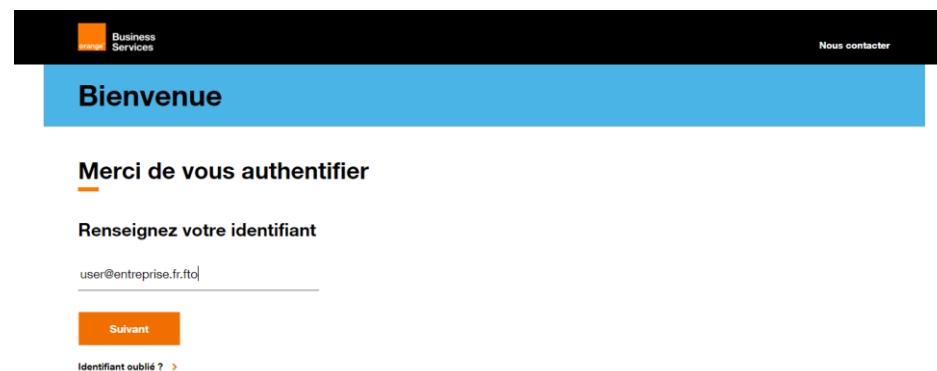 Business
Services
orange
Nous contacter
Bienvenue
Merci de vous authentifier
Renseignez votre identifiant
user@entreprise.fr.fto
Suivant
Identifiant oublié ?